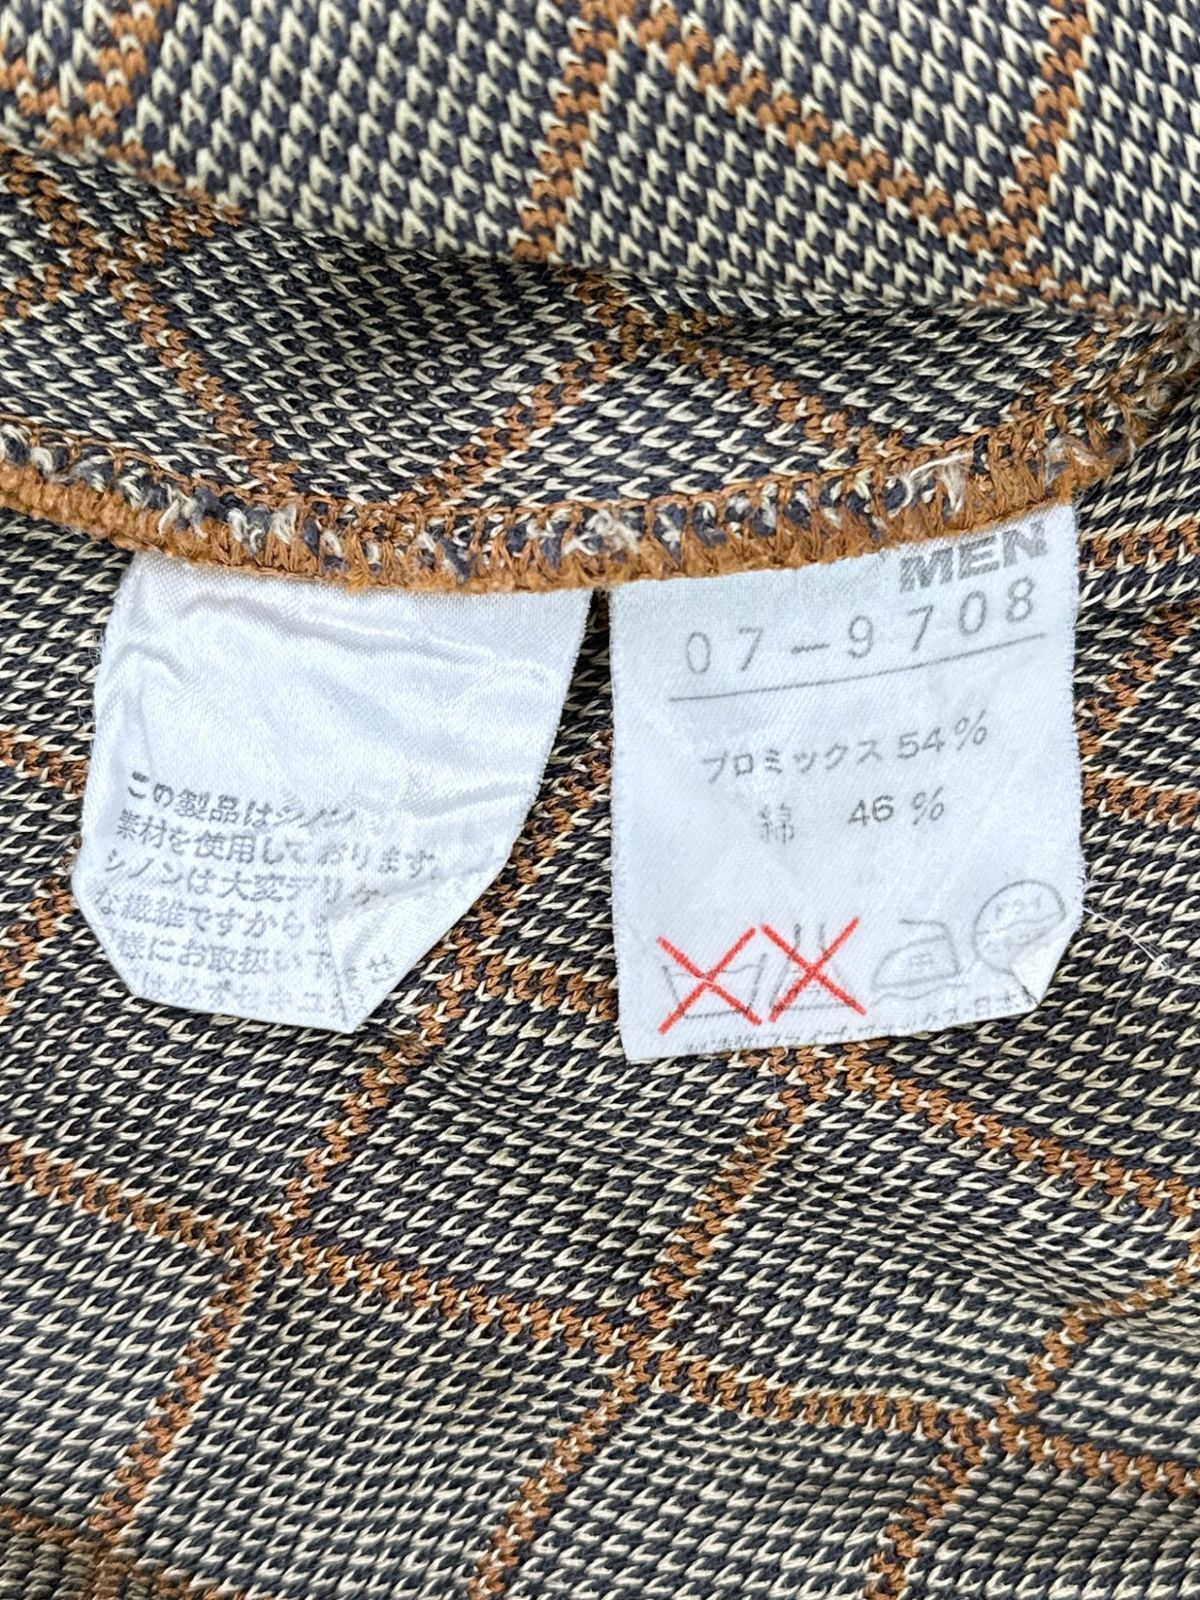 この製品はシノン
素材を使用しております。
シノンは大変デリケ
な繊維ですから
様にお取扱い下
は必ずセキユ
MEN
07-9708
プロミックス 54%
綿 46%
ドライ